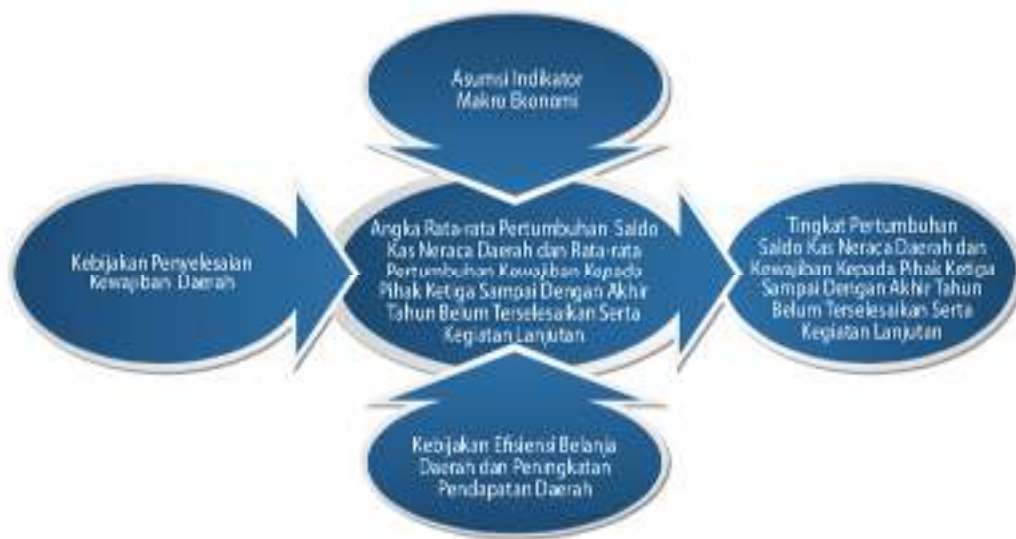 Asumsi Indikator
Makro Ekonomi
Kebijakan Penyelesaian
Kewajiban Daerah
Angka Rata-rata Pertumbuhan Saldo
Kas Neraca Daerah dan Rata-rata
Pertumbuhan Kewajiban Kepada
Pihak Ketiga Sampai Dengan Akhir
Tahun Belum Terselesaikan Serta
Kegiatan Lanjutan
Tingkat Pertumbuhan
Saldo Kas Neraca Daerah dan
Kewajiban Kepada Pihak Ketiga
Sampai Dengan Akhir Tahun
Belum Terselesaikan Serta
Kegiatan Lanjutan
Kebijakan Efisiensi Belanja
Daerah dan Peningkatan
Pendapatan Daerah